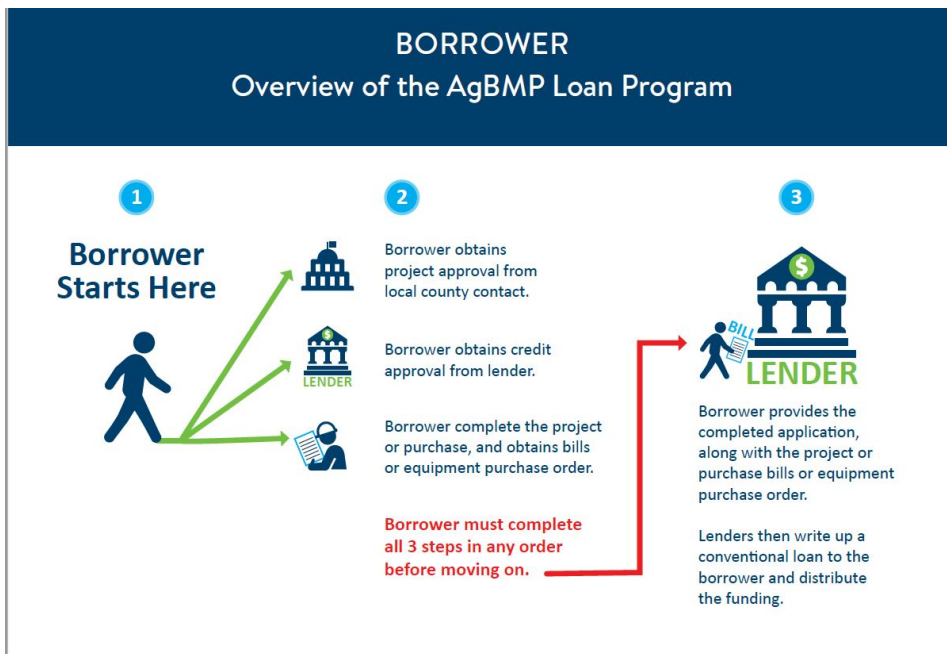 BORROWER
Overview of the AgBMP Loan Program
1
Borrower
Starts Here
2
Borrower obtains
project approval from
local county contact.
$
LENDER
Borrower obtains credit
approval from lender.
Borrower complete the project
or purchase, and obtains bills
or equipment purchase order.
Borrower must complete
all 3 steps in any order
before moving on.
3
$
BILL
LENDER
Borrower provides the
completed application,
along with the project or
purchase bills or equipment
purchase order.
Lenders then write up a
conventional loan to the
borrower and distribute
the funding.